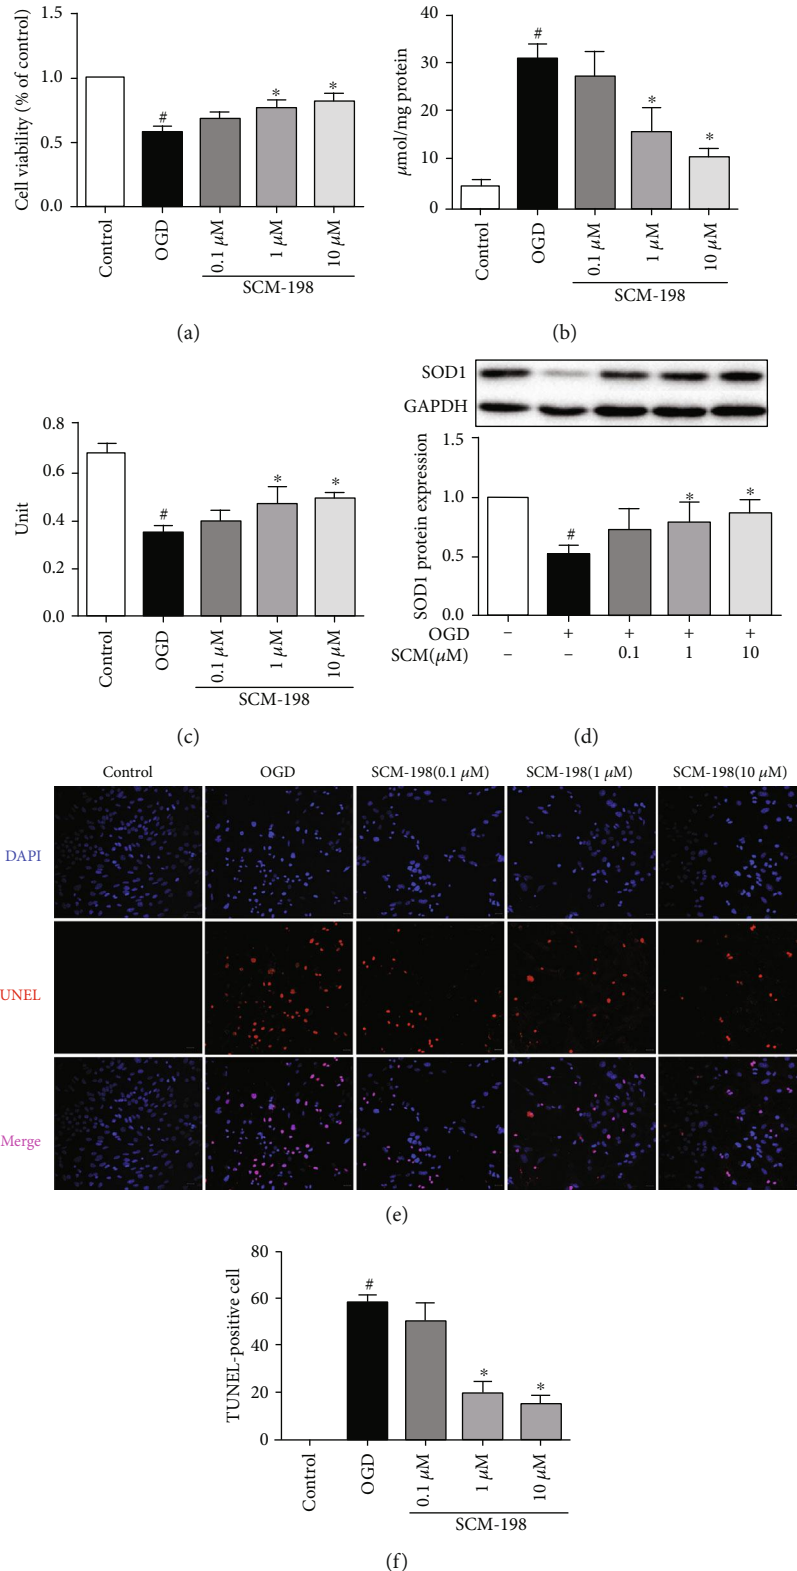 Cell viability (% of control)
1.5
1.0
0.5
0.0
#
*
*
Control
OGD
0.1 μM
1 μM
10 μM
SCM-198
(a)
μmol/mg protein
40
30
20
10
0
#
*
*
Control
OGD
0.1 μM
1 μM
10 μM
SCM-198
(b)
Unit
0.8
0.6
0.4
0.2
0.0
#
*
*
Control
OGD
0.1 μM
1 μM
10 μM
SCM-198
(c)
SOD1
GAPDH
SOD1 protein expression
1.5
1.0
0.5
0.0
#
*
*
OGD – + + + +
SCM(μM) – – 0.1 1 10
(d)
Control OGD SCM-198(0.1 μM) SCM-198(1 μM) SCM-198(10 μM)
DAPI
UNEL
Merge
(e)
TUNEL-positive cell
80
60
40
20
0
#
*
*
Control
OGD
0.1 μM
1 μM
10 μM
SCM-198
(f)